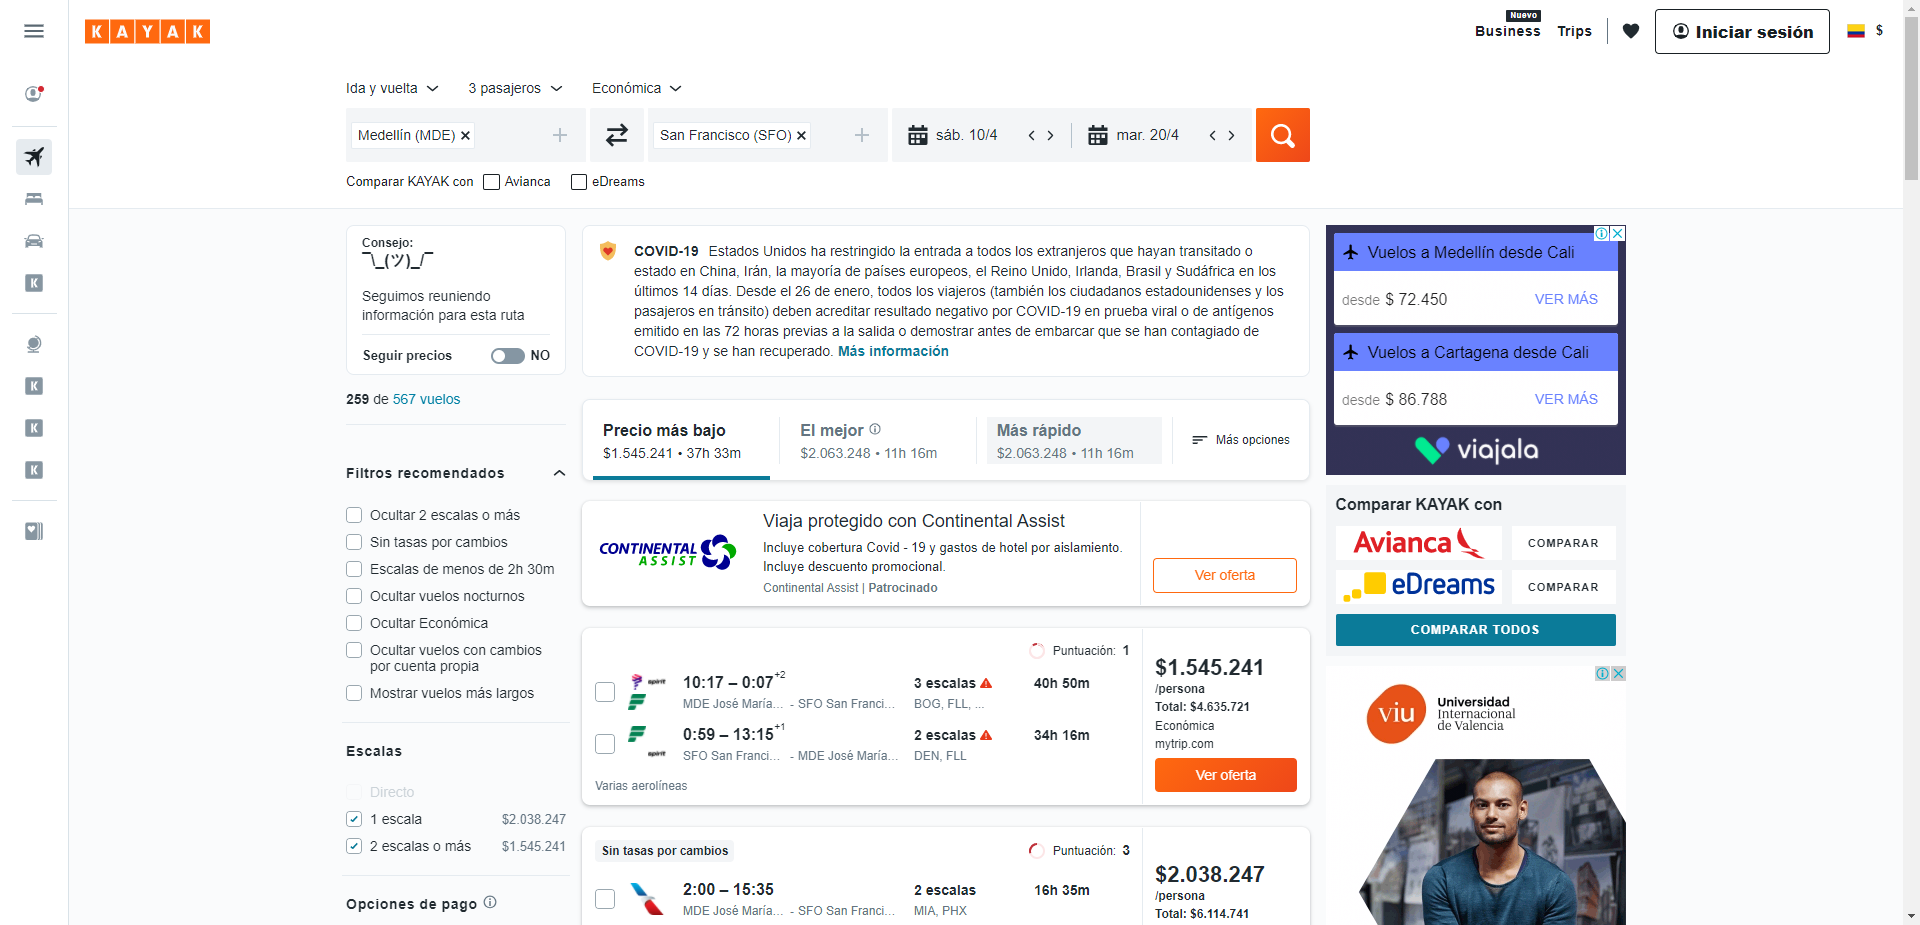 KAYAK
Nuevo
Business
Trips
Iniciar sesión
$
Ida y vuelta
3 pasajeros
Económica
Medellín (MDE)
San Francisco (SFO)
sáb. 10/4
mar. 20/4
Comparar KAYAK con
Avianca
eDreams
Consejo:
¯\_(ツ)_/¯
Seguimos reuniendo
información para esta ruta
Seguir precios
NO
259 de 567 vuelos
Filtros recomendados
Ocultar 2 escalas o más
Sin tasas por cambios
Escalas de menos de 2h 30m
Ocultar vuelos nocturnos
Ocultar Económica
Ocultar vuelos con cambios
por cuenta propia
Mostrar vuelos más largos
Escalas
Directo
1 escala $2.038.247
2 escalas o más $1.545.241
Opciones de pago
COVID-19 Estados Unidos ha restringido la entrada a todos los extranjeros que hayan transitado o
estado en China, Irán, la mayoría de países europeos, el Reino Unido, Irlanda, Brasil y Sudáfrica en los
últimos 14 días. Desde el 26 de enero, todos los viajeros (también los ciudadanos estadounidenses y los
pasajeros en tránsito) deben acreditar resultado negativo por COVID-19 en prueba viral o de antígenos
emitido en las 72 horas previas a la salida o demostrar antes de embarcar que se han contagiado de
COVID-19 y se han recuperado. Más información
Precio más bajo
$1.545.241 • 37h 33m
El mejor
$2.063.248 • 11h 16m
Más rápido
$2.063.248 • 11h 16m
Más opciones
CONTINENTAL
ASSIST
Viaja protegido con Continental Assist
Incluye cobertura Covid - 19 y gastos de hotel por aislamiento.
Incluye descuento promocional.
Continental Assist | Patrocinado
Ver oferta
Puntuación: 1
spirit
10:17 – 0:07+2
3 escalas
40h 50m
MDE José María... - SFO San Franci...
BOG, FLL, ...
0:59 – 13:15+1
2 escalas
34h 16m
spirit
SFO San Franci... - MDE José María...
DEN, FLL
Varias aerolíneas
$1.545.241
/persona
Total: $4.635.721
Económica
mytrip.com
Ver oferta
Sin tasas por cambios
Puntuación: 3
2:00 – 15:35
2 escalas
16h 35m
MDE José María... - SFO San Franci...
MIA, PHX
$2.038.247
/persona
Total: $6.114.741
Vuelos a Medellín desde Cali
desde $ 72.450
VER MÁS
Vuelos a Cartagena desde Cali
desde $ 86.788
VER MÁS
viajala
Comparar KAYAK con
Avianca
COMPARAR
eDreams
COMPARAR
COMPARAR TODOS
viu
Universidad
Internacional
de Valencia